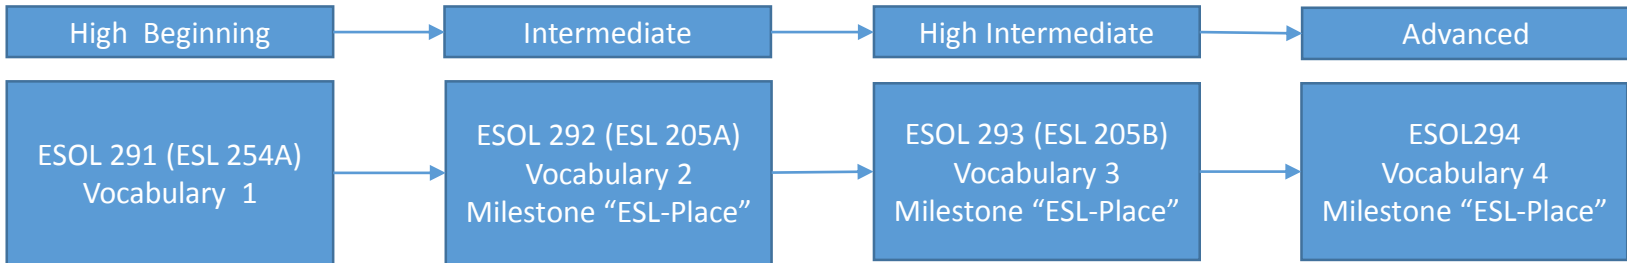 High Beginning
Intermediate
High Intermediate
Advanced
ESOL 291 (ESL 254A)
Vocabulary 1
ESOL 292 (ESL 205A)
Vocabulary 2
Milestone “ESL-Place”
ESOL 293 (ESL 205B)
Vocabulary 3
Milestone “ESL-Place”
ESOL294
Vocabulary 4
Milestone “ESL-Place”